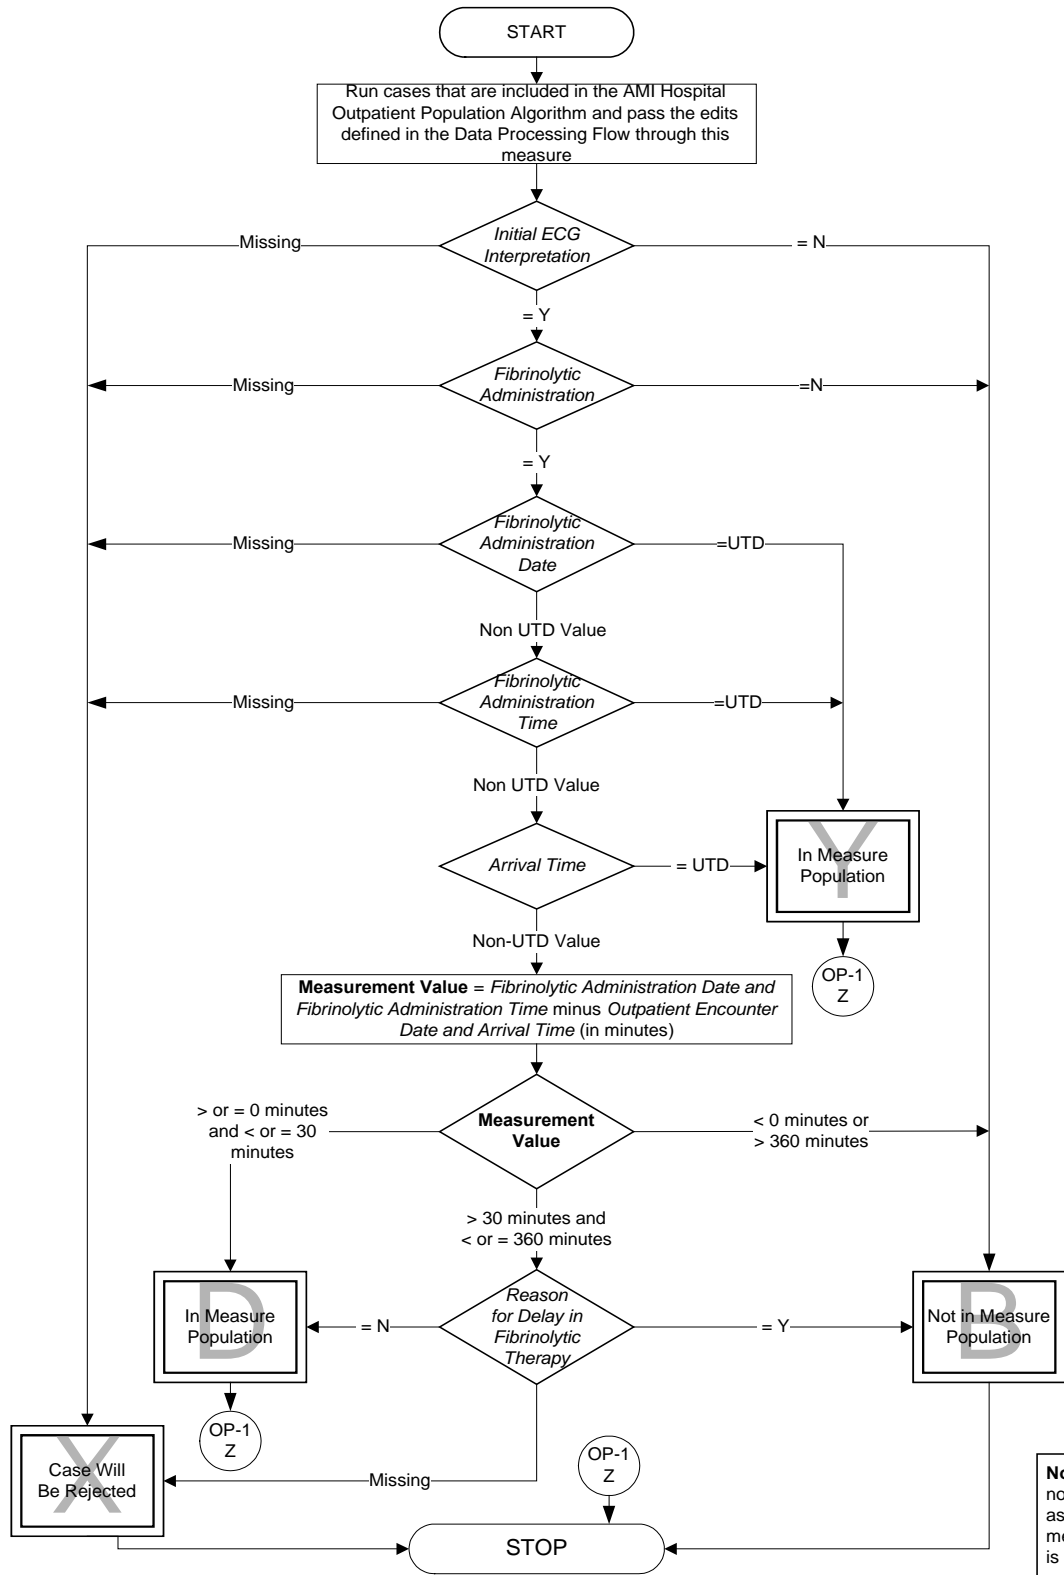 START
Run cases that are included in the AMI Hospital
Outpatient Population Algorithm and pass the edits
defined in the Data Processing Flow through this
measure
Missing
Initial ECG
Interpretation
= N
= Y
Missing
Fibrinolytic
Administration
=N
= Y
Missing
Fibrinolytic
Administration
Date
=UTD
Non UTD Value
Missing
Fibrinolytic
Administration
Time
=UTD
Non UTD Value
Arrival Time
= UTD
Y
In Measure
Population
Non-UTD Value
OP-1
Z
Measurement Value = Fibrinolytic Administration Date and
Fibrinolytic Administration Time minus Outpatient Encounter
Date and Arrival Time (in minutes)
> or = 0 minutes
and < or = 30
minutes
Measurement
Value
< 0 minutes or
> 360 minutes
> 30 minutes and
< or = 360 minutes
D
In Measure
Population
= N
Reason
for Delay in
Fibrinolytic
Therapy
= Y
B
Not in Measure
Population
OP-1
Z
X
Case Will
Be Rejected
Missing
OP-1
Z
STOP
No
no
as
me
is